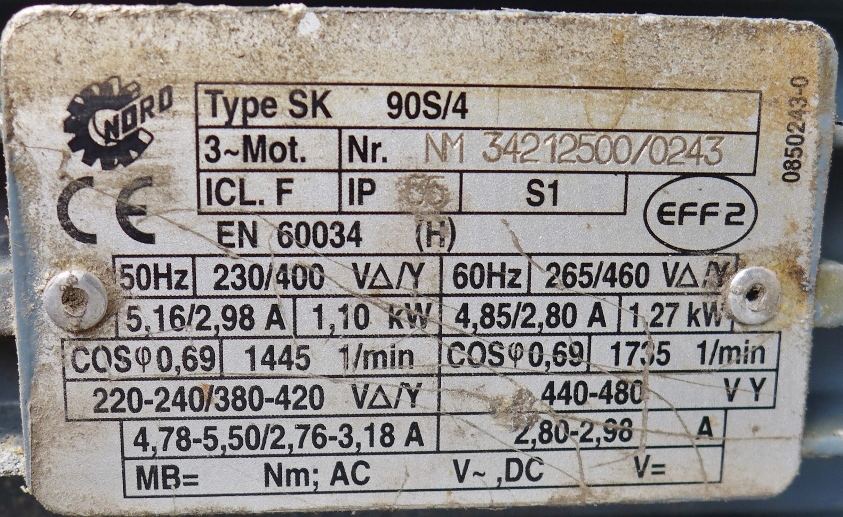 NORD
Type SK 90S/4
3~Mot. Nr. NM 34212500/0243
ICL. F IP 55 S1
EFF2
0850243-0
CE
EN 60034 (H)
50Hz 230/400 VΔ/Y 60Hz 265/460 VΔ/Y
5,16/2,98 A 1,10 kW 4,85/2,80 A 1,27 kW
COSφ0,69 1445 1/min COSφ0,69 1735 1/min
220-240/380-420 VΔ/Y 440-480 V Y
4,78-5,50/2,76-3,18 A 2,80-2,98 A
MB= Nm; AC V~ ,DC V=